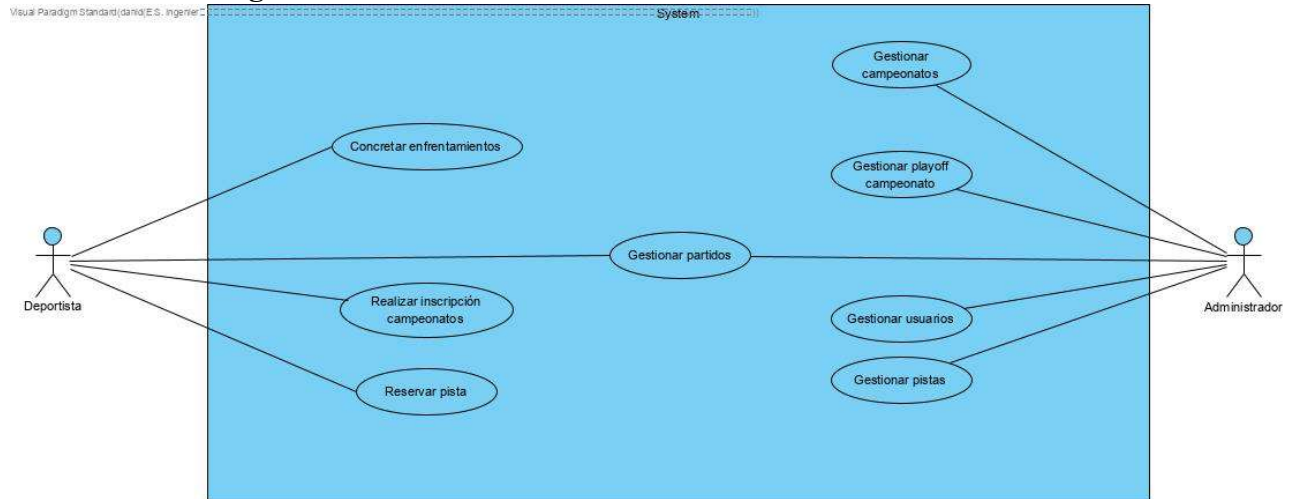 Visual Paradigm Standard(danid(E.S. Ingenier
System
Gestionar
campeonatos
Concretar enfrentamientos
Gestionar playoff
campeonato
Gestionar partidos
Deportista
Administrador
Realizar inscripción
campeonatos
Gestionar usuarios
Reservar pista
Gestionar pistas